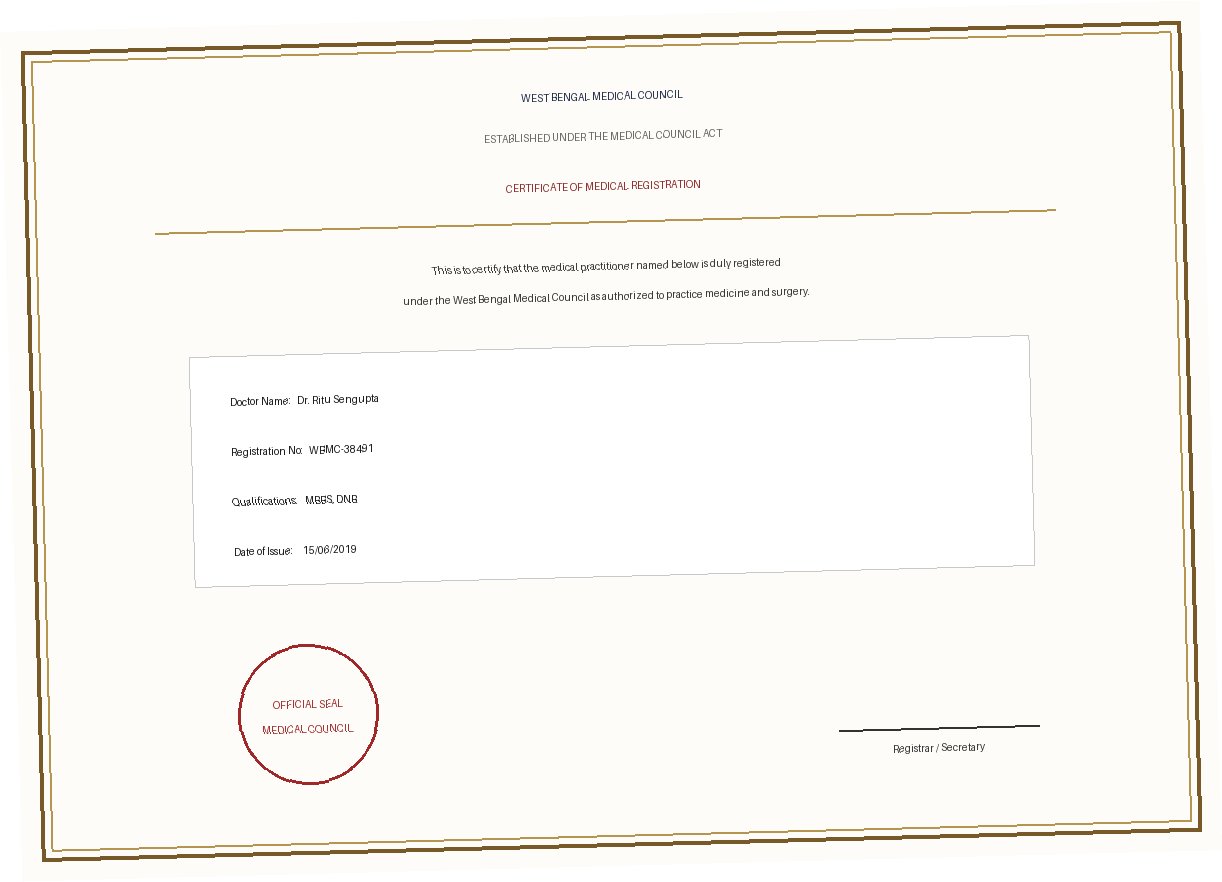 WEST BENGAL MEDICAL COUNCIL
ESTABLISHED UNDER THE MEDICAL COUNCIL ACT
CERTIFICATE OF MEDICAL REGISTRATION
This is to certify that the medical practitioner named below is duly registered
under the West Bengal Medical Council as authorized to practice medicine and surgery.
Doctor Name: Dr. Ritu Sengupta
Registration No: WBMC-38491
Qualifications: MBBS, DNB
Date of Issue: 15/06/2019
OFFICIAL SEAL
MEDICAL COUNCIL
Registrar / Secretary